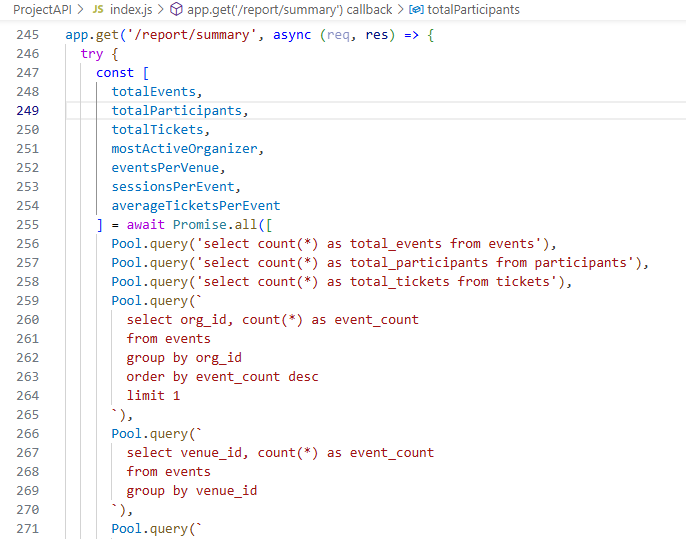 ProjectAPI > JS index.js > app.get('/report/summary') callback > totalParticipants
245 app.get('/report/summary', async (req, res) => {
246 try {
247 const [
248 totalEvents,
249 totalParticipants,
250 totalTickets,
251 mostActiveOrganizer,
252 eventsPerVenue,
253 sessionsPerEvent,
254 averageTicketsPerEvent
255 ] = await Promise.all([
256 Pool.query('select count(*) as total_events from events'),
257 Pool.query('select count(*) as total_participants from participants'),
258 Pool.query('select count(*) as total_tickets from tickets'),
259 Pool.query(`
260 select org_id, count(*) as event_count
261 from events
262 group by org_id
263 order by event_count desc
264 limit 1
265 `),
266 Pool.query(`
267 select venue_id, count(*) as event_count
268 from events
269 group by venue_id
270 `),
271 Pool.query(`